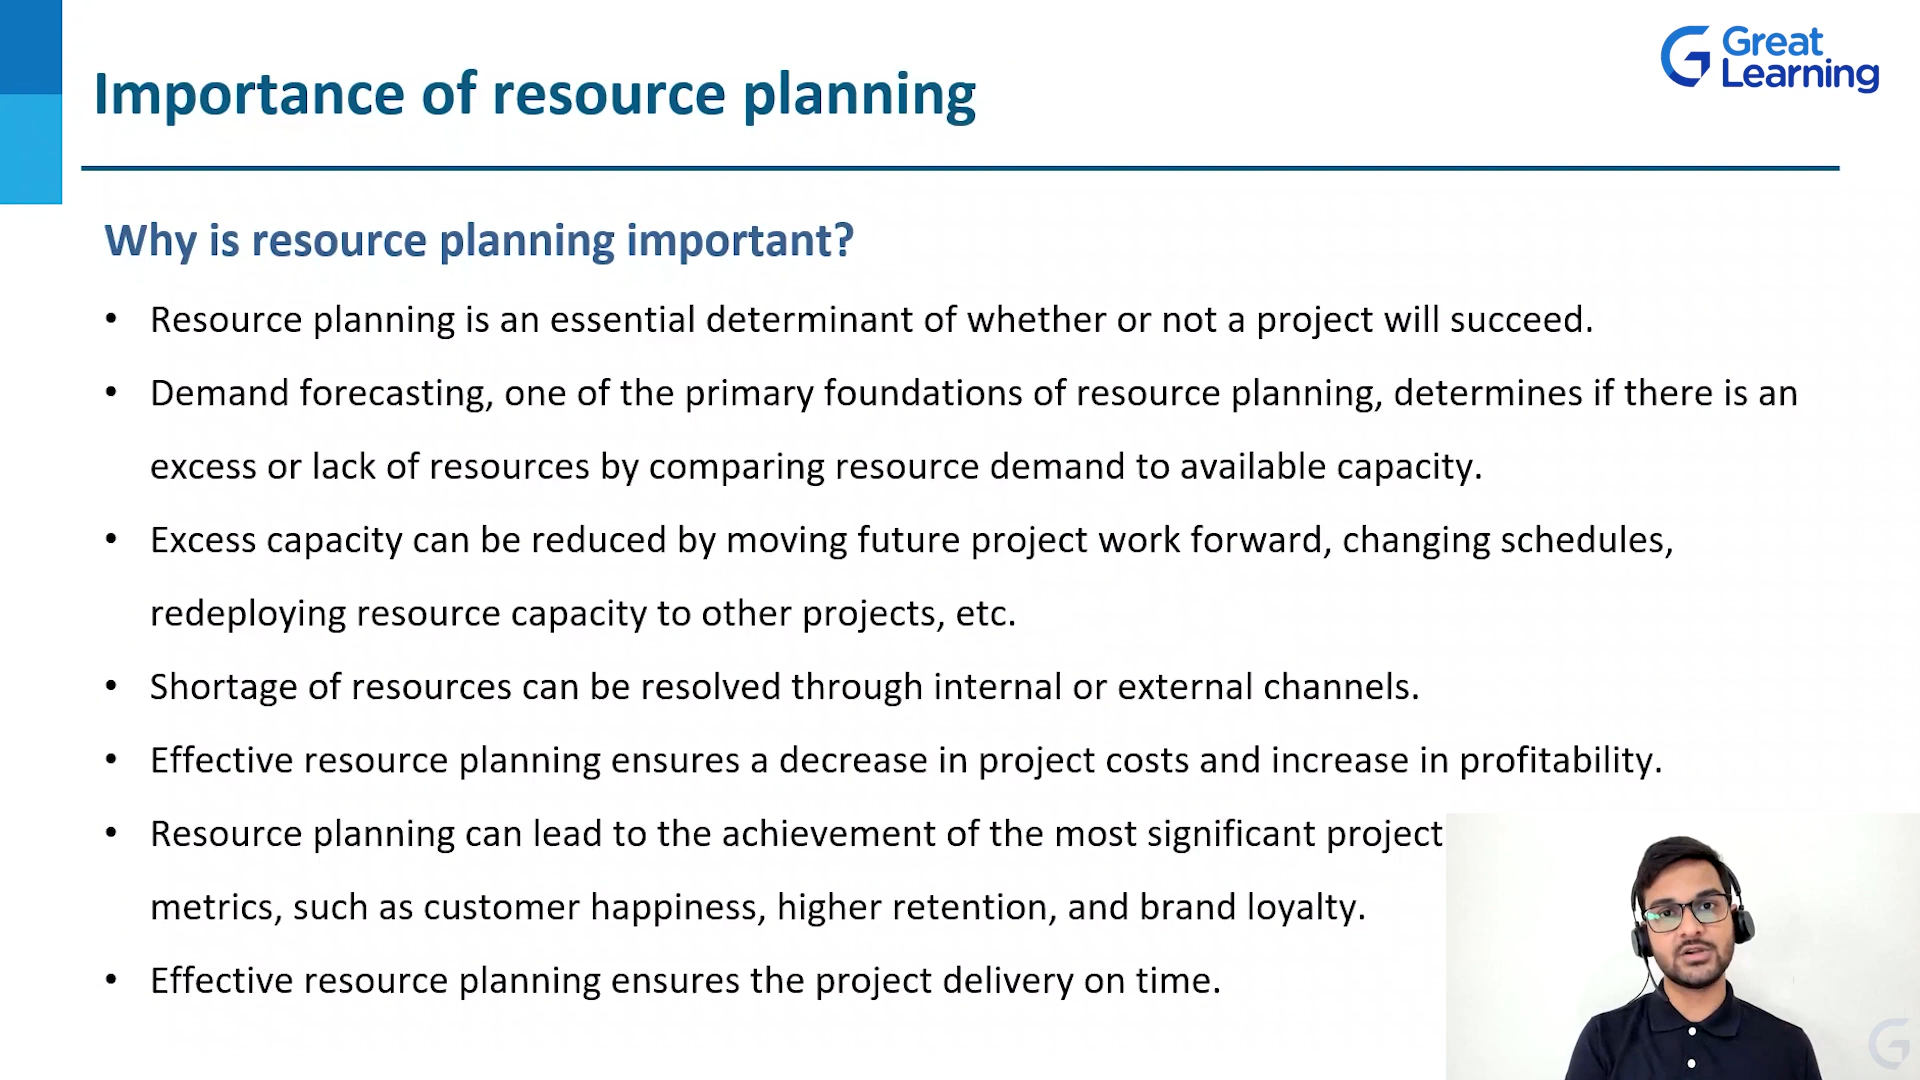 Great
Learning
Importance of resource planning
Why is resource planning important?
• Resource planning is an essential determinant of whether or not a project will succeed.
• Demand forecasting, one of the primary foundations of resource planning, determines if there is an
excess or lack of resources by comparing resource demand to available capacity.
• Excess capacity can be reduced by moving future project work forward, changing schedules,
redeploying resource capacity to other projects, etc.
• Shortage of resources can be resolved through internal or external channels.
• Effective resource planning ensures a decrease in project costs and increase in profitability.
• Resource planning can lead to the achievement of the most significant project
metrics, such as customer happiness, higher retention, and brand loyalty.
• Effective resource planning ensures the project delivery on time.